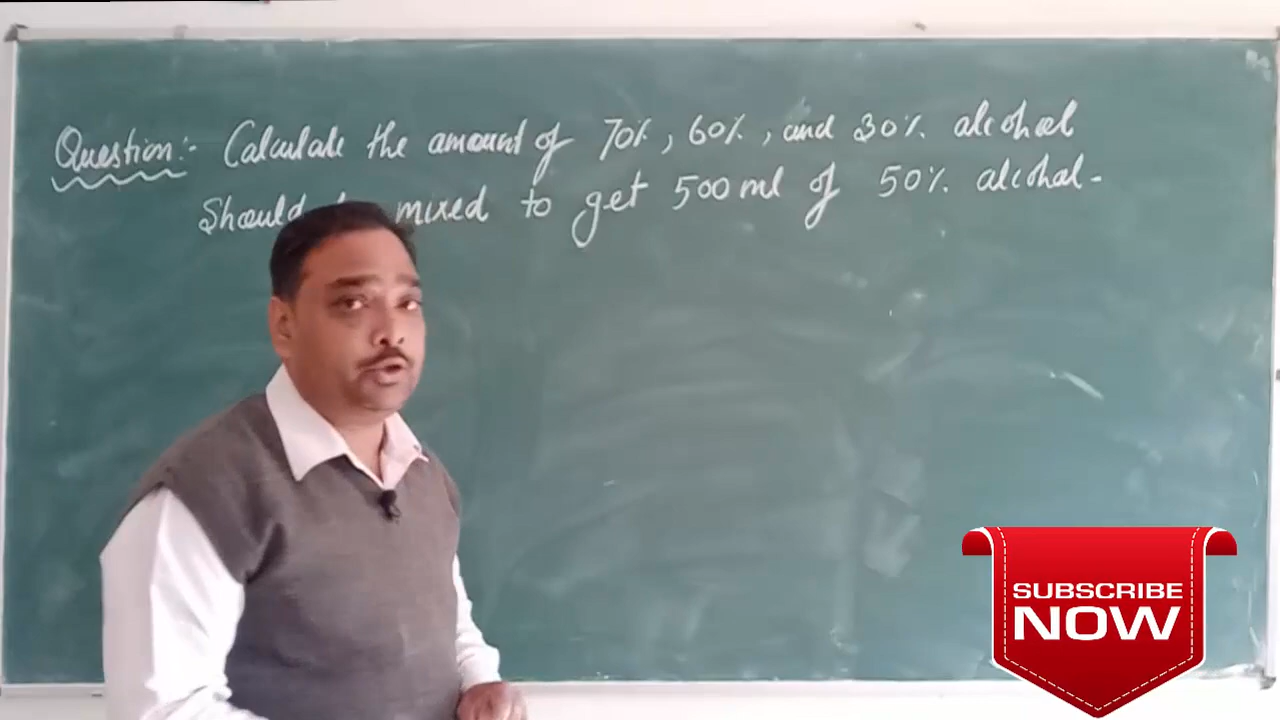 Question:- Calculate the amount of 70%, 60%, and 30% alcohol
Should mixed to get 500 ml of 50% alcohol.
SUBSCRIBE
NOW